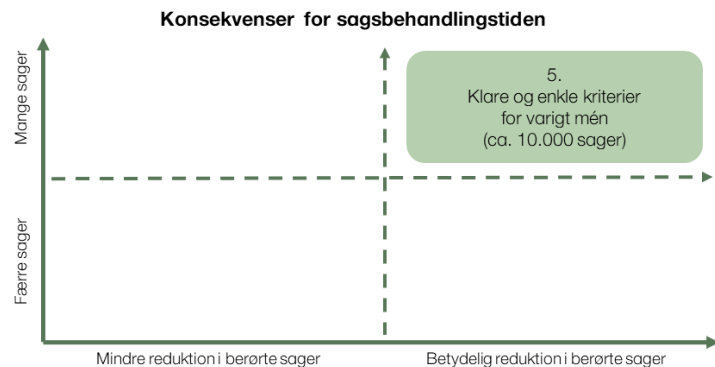 Konsekvenser for sagsbehandlingstiden
Mange sager
5.
Klare og enkle kriterier
for varigt mén
(ca. 10.000 sager)
Færre sager
Mindre reduktion i berørte sager
Betydelig reduktion i berørte sager